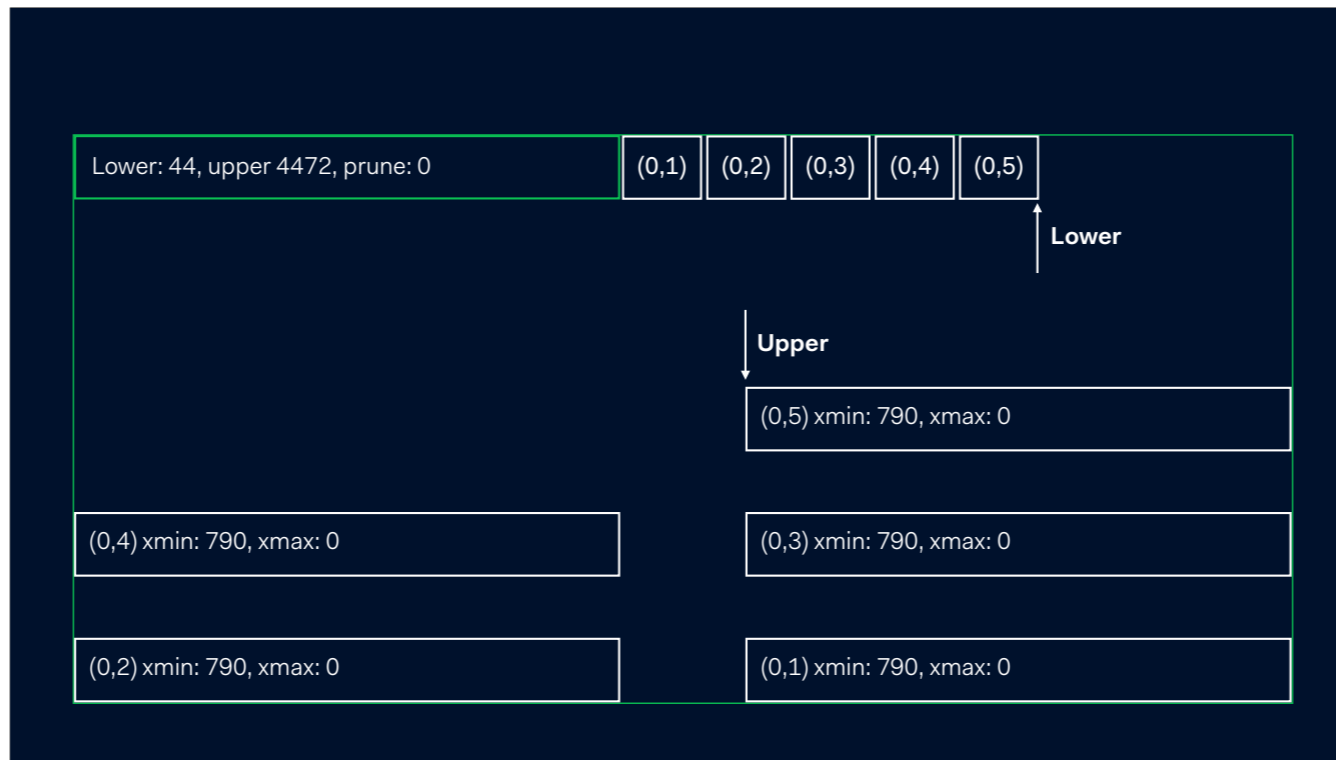 Lower: 44, upper 4472, prune: 0
(0,1)
(0,2)
(0,3)
(0,4)
(0,5)
Lower
Upper
(0,5) xmin: 790, xmax: 0
(0,4) xmin: 790, xmax: 0
(0,3) xmin: 790, xmax: 0
(0,2) xmin: 790, xmax: 0
(0,1) xmin: 790, xmax: 0